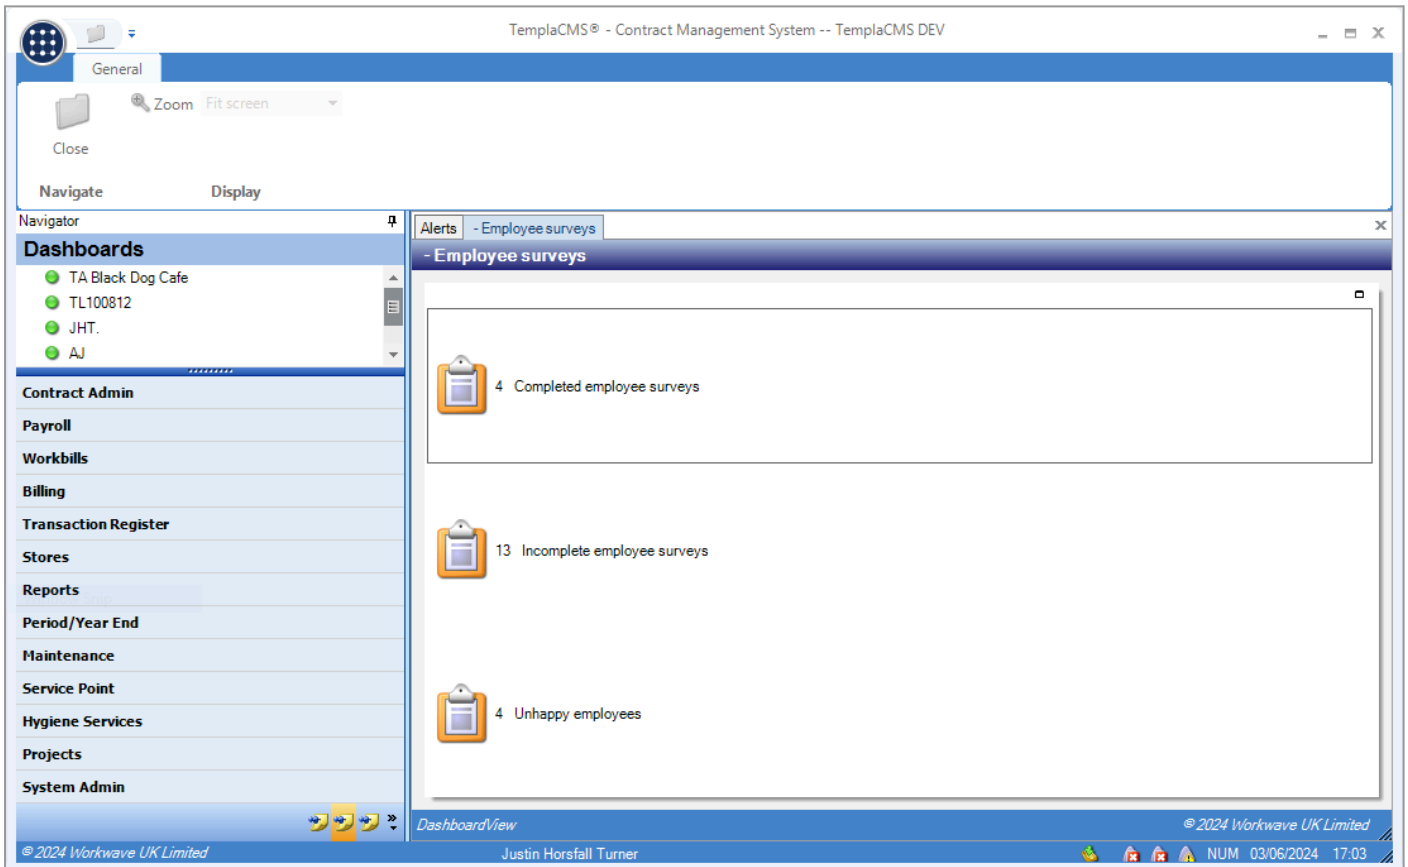 TemplaCMS® - Contract Management System -- TemplaCMS DEV
General
Zoom Fit screen
Close
Navigate Display
Navigator
Dashboards
TA Black Dog Cafe
TL100812
JHT.
AJ
Contract Admin
Payroll
Workbills
Billing
Transaction Register
Stores
Reports
Period/Year End
Maintenance
Service Point
Hygiene Services
Projects
System Admin
Alerts - Employee surveys
- Employee surveys
4 Completed employee surveys
13 Incomplete employee surveys
4 Unhappy employees
DashboardView © 2024 Workwave UK Limited
© 2024 Workwave UK Limited Justin Horsfall Turner NUM 03/06/2024 17:03